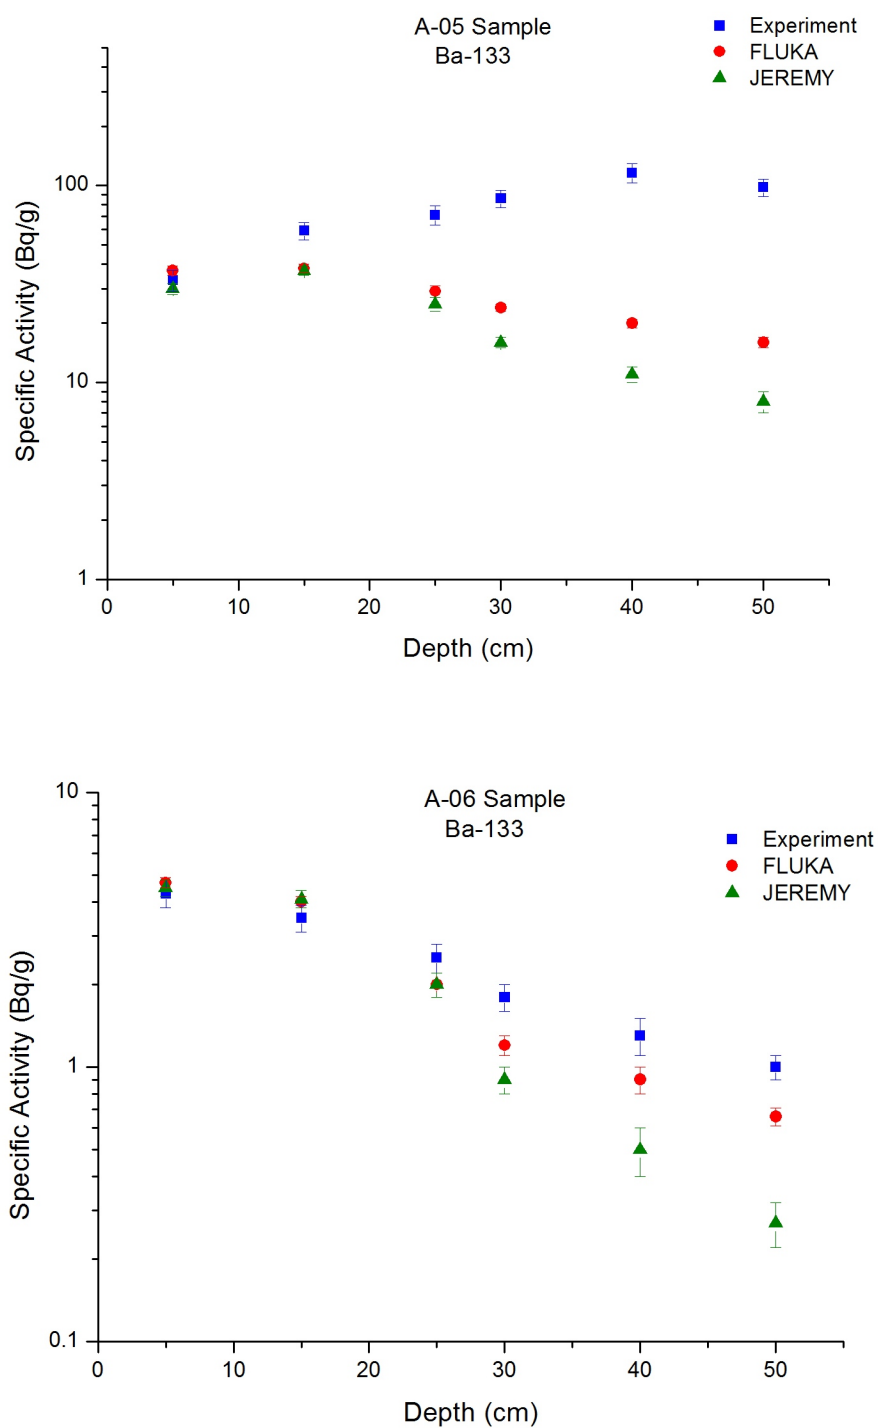 A-05 Sample
Ba-133
Experiment
FLUKA
JEREMY
Specific Activity (Bq/g)
100
10
1
0 10 20 30 40 50
Depth (cm)
A-06 Sample
Ba-133
Experiment
FLUKA
JEREMY
Specific Activity (Bq/g)
10
1
0.1
0 10 20 30 40 50
Depth (cm)